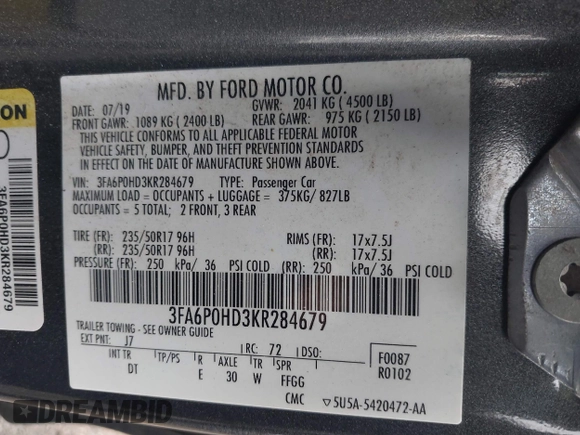 MFD. BY FORD MOTOR CO.
DATE: 07/19 GVWR: 2041 KG ( 4500 LB)
FRONT GAWR: 1089 KG ( 2400 LB) REAR GAWR: 975 KG ( 2150 LB)
THIS VEHICLE CONFORMS TO ALL APPLICABLE FEDERAL MOTOR
VEHICLE SAFETY, BUMPER, AND THEFT PREVENTION STANDARDS
IN EFFECT ON THE DATE OF MANUFACTURE SHOWN ABOVE.
VIN: 3FA6P0HD3KR284679 TYPE: Passenger Car
MAXIMUM LOAD = OCCUPANTS + LUGGAGE = 375KG/ 827LB
OCCUPANTS = 5 TOTAL; 2 FRONT, 3 REAR
TIRE (FR): 235/50R17 96H RIMS (FR): 17x7.5J
(RR): 235/50R17 96H (RR): 17x7.5J
PRESSURE (FR): 250 kPa/ 36 PSI COLD (RR): 250 kPa/ 36 PSI COLD
3FA6P0HD3KR284679
TRAILER TOWING - SEE OWNER GUIDE
EXT PNT: J7 RC: 72 DSO: F0087
INT TR TP/PS R AXLE TR SPR R0102
DT E 30 W FFGG
CMC ▽5U5A-5420472-AA
ON
3FA6P0HD3KR284679
DREAMBID